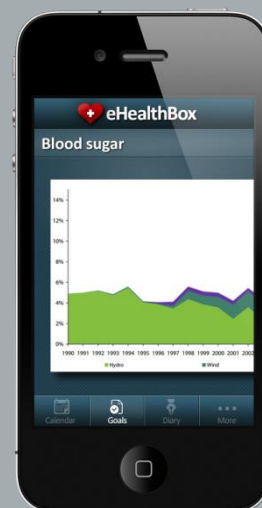 eHealthBox
Blood sugar
14%
12%
10%
8%
6%
4%
2%
0%
1990 1991 1992 1993 1994 1995 1996 1997 1998 1999 2000 2001 2002
Hydro Wind
Calendar Goals Diary More